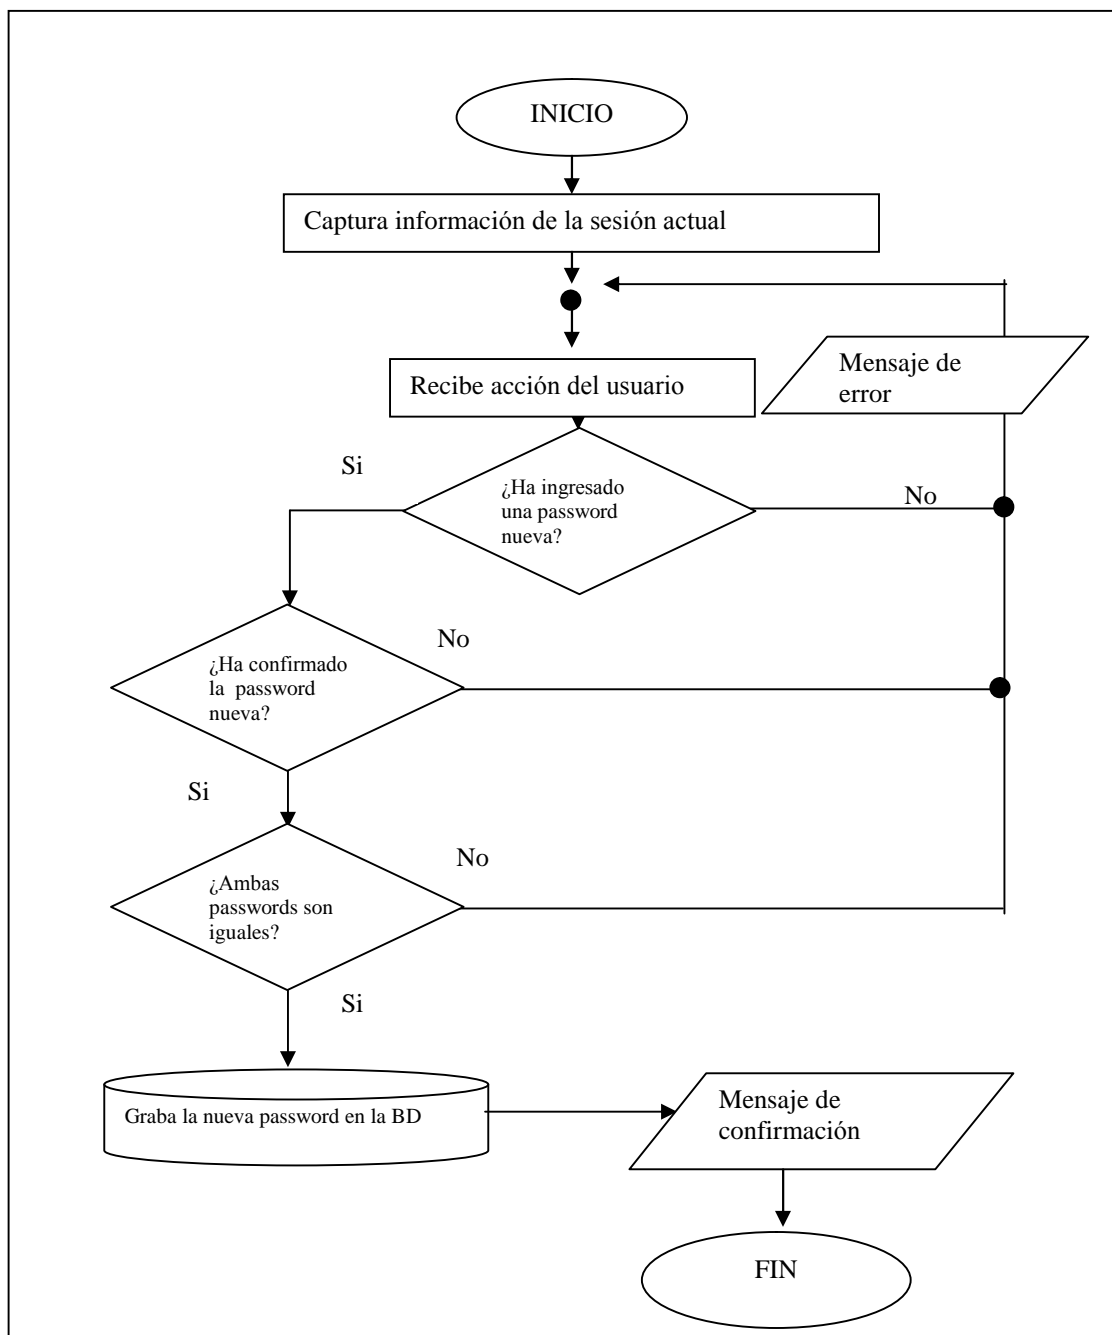 INICIO
Captura información de la sesión actual
Recibe acción del usuario
Mensaje de
error
Si
¿Ha ingresado
una password
nueva?
No
¿Ha confirmado
la password
nueva?
No
Si
¿Ambas
passwords son
iguales?
No
Si
Graba la nueva password en la BD
Mensaje de
confirmación
FIN